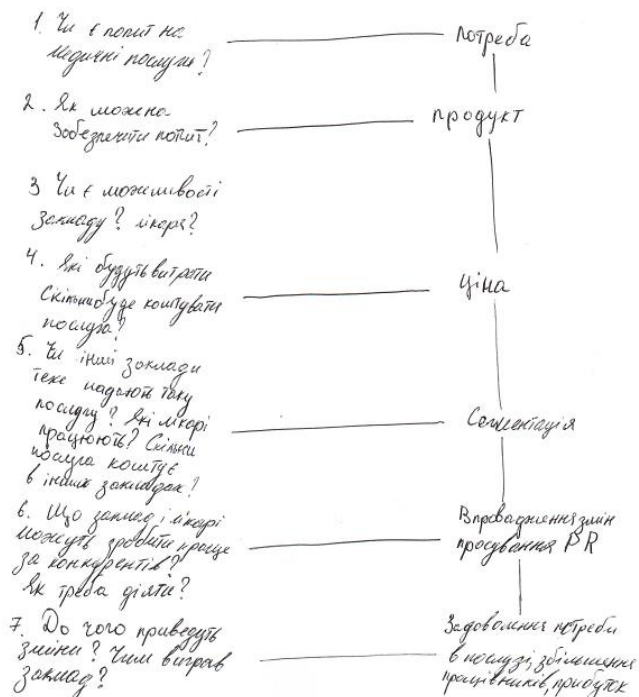 1. Чи є попит на
медичні послуги?
потреба
2. Як можна
забезпечити попит?
продукт
3 Чи є можливості
закладу? лікаря?
4. Які будуть витрати
Скільки буде коштувати
послуга?
ціна
5. Чи інші заклади
теж надають таку
послугу? Які лікарі
працюють? Скільки
послуга коштує
в інших закладах?
Сегментація
6. Що заклад і лікарі
можуть зробити краще
за конкурентів?
Як треба діяти?
Впровадження змін
просування PR
7. До чого приведуть
зміни? Чим виграв
заклад?
Задоволення потреби
в послузі, збільшення
працівників, прибуток